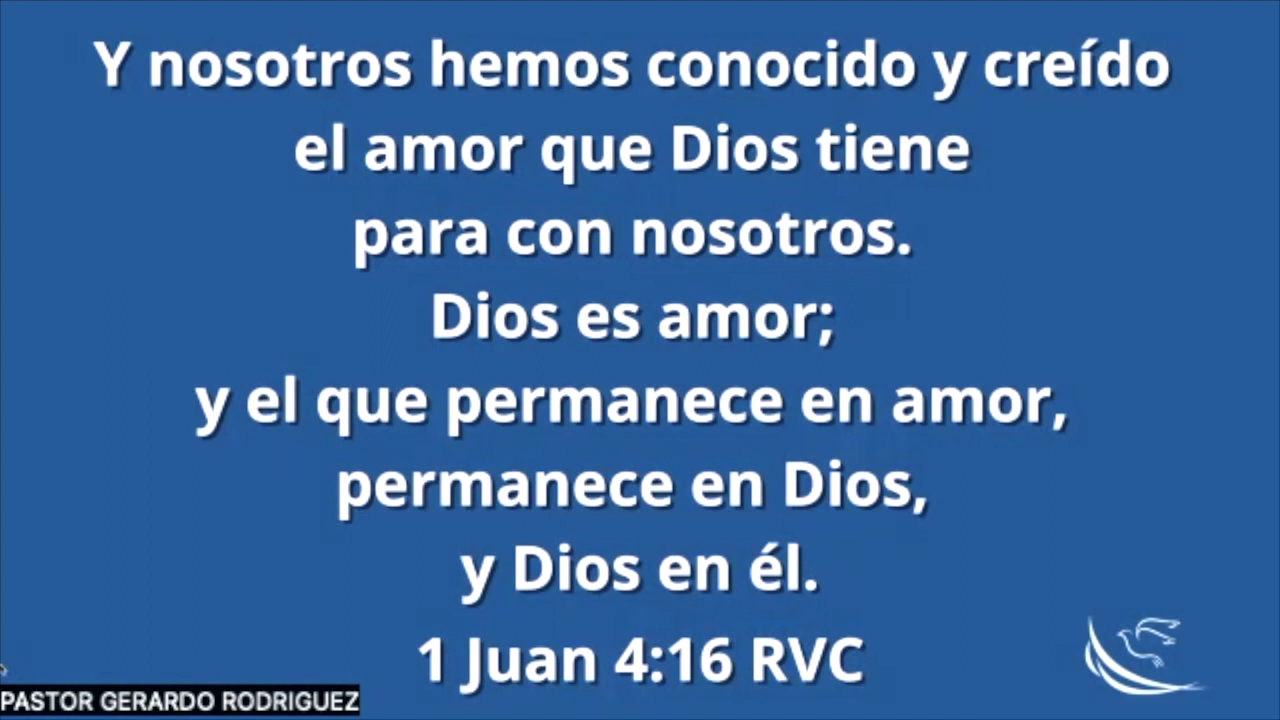 Y nosotros hemos conocido y creído
el amor que Dios tiene
para con nosotros.
Dios es amor;
y el que permanece en amor,
permanece en Dios,
y Dios en él.
1 Juan 4:16 RVC
PASTOR GERARDO RODRIGUEZ